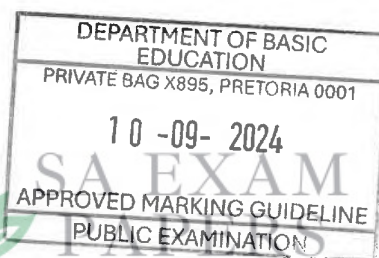 DEPARTMENT OF BASIC
EDUCATION
PRIVATE BAG X895, PRETORIA 0001
10 -09- 2024
SA EXAM
APPROVED MARKING GUIDELINE
PAPERS
PUBLIC EXAMINATION